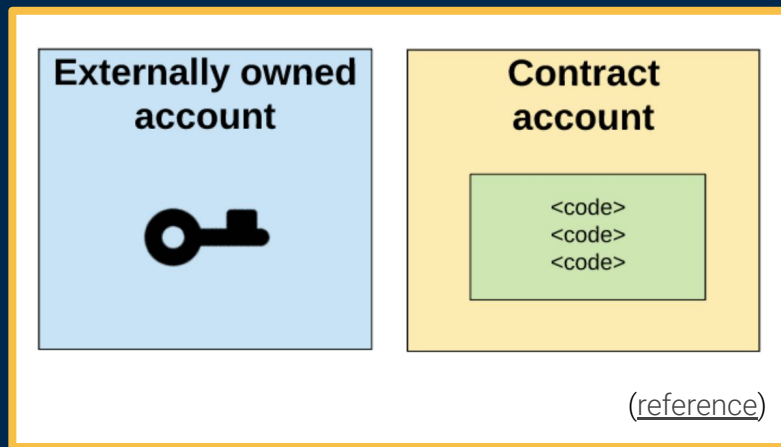 Externally owned
account
Contract
account
<code>
<code>
<code>
(reference)